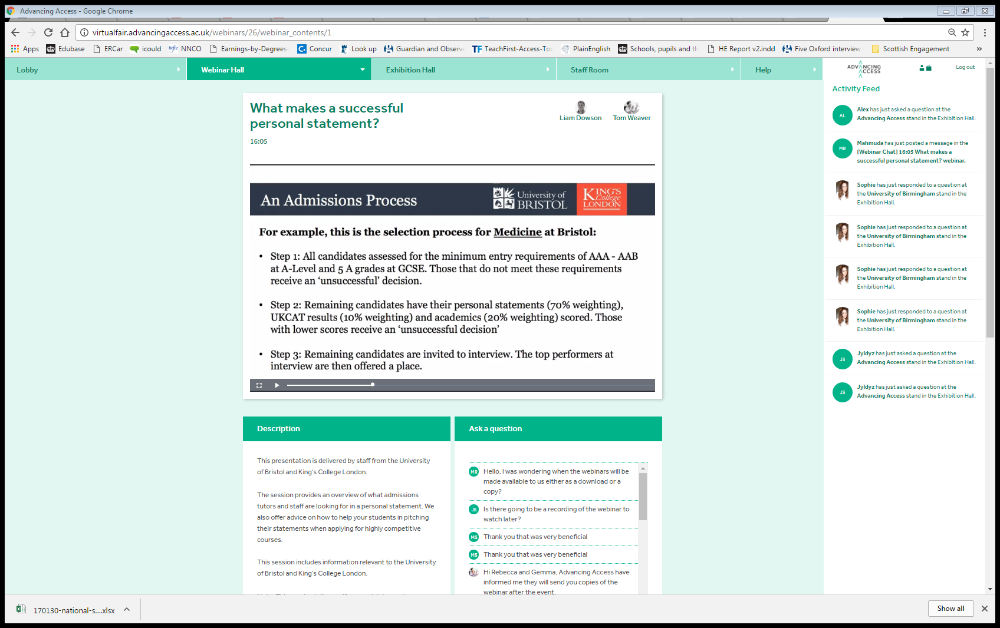 Advancing Access - Google Chrome
virtualfair.advancingaccess.ac.uk/webinars/26/webinar_contents/1
Apps Edubase ERCar icould NNCO Earnings-by-Degrees- Concur Look up Guardian and Observe TeachFirst-Access-Toc PlainEnglish Schools, pupils and th HE Report v2.indd Five Oxford interview Scottish Engagement »
Lobby Webinar Hall Exhibition Hall Staff Room Help
ADVANCING
ACCESS
Log out
What makes a successful
personal statement?
16:05
Liam Dowson Tom Weaver
An Admissions Process
University of
BRISTOL
KING'S
College
LONDON
For example, this is the selection process for Medicine at Bristol:
• Step 1: All candidates assessed for the minimum entry requirements of AAA - AAB
at A-Level and 5 A grades at GCSE. Those that do not meet these requirements
receive an ‘unsuccessful’ decision.
• Step 2: Remaining candidates have their personal statements (70% weighting),
UKCAT results (10% weighting) and academics (20% weighting) scored. Those
with lower scores receive an ‘unsuccessful decision’
• Step 3: Remaining candidates are invited to interview. The top performers at
interview are then offered a place.
Description
This presentation is delivered by staff from the University
of Bristol and King's College London.
The session provides an overview of what admissions
tutors and staff are looking for in a personal statement. We
also offer advice on how to help your students in pitching
their statements when applying for highly competitive
courses.
This session includes information relevant to the University
of Bristol and King's College London.
Ask a question
MR Hello, I was wondering when the webinars will be
made available to us either as a download or a
copy?
JS Is there going to be a recording of the webinar to
watch later?
MS Thank you that was very beneficial
MS Thank you that was very beneficial
Hi Rebecca and Gemma, Advancing Access have
informed me they will send you copies of the
webinar after the event.
Activity Feed
AL Alex has just asked a question at the
Advancing Access stand in the Exhibition Hall.
MR Mahmuda has just posted a message in the
[Webinar Chat] 16:05 What makes a
successful personal statement? webinar.
Sophie has just responded to a question at
the University of Birmingham stand in the
Exhibition Hall.
Sophie has just responded to a question at
the University of Birmingham stand in the
Exhibition Hall.
Sophie has just responded to a question at
the University of Birmingham stand in the
Exhibition Hall.
Sophie has just responded to a question at
the University of Birmingham stand in the
Exhibition Hall.
JS Jyldyz has just asked a question at the
Advancing Access stand in the Exhibition Hall.
JS Jyldyz has just asked a question at the
Advancing Access stand in the Exhibition Hall.
170130-national-s....xlsx
Show all